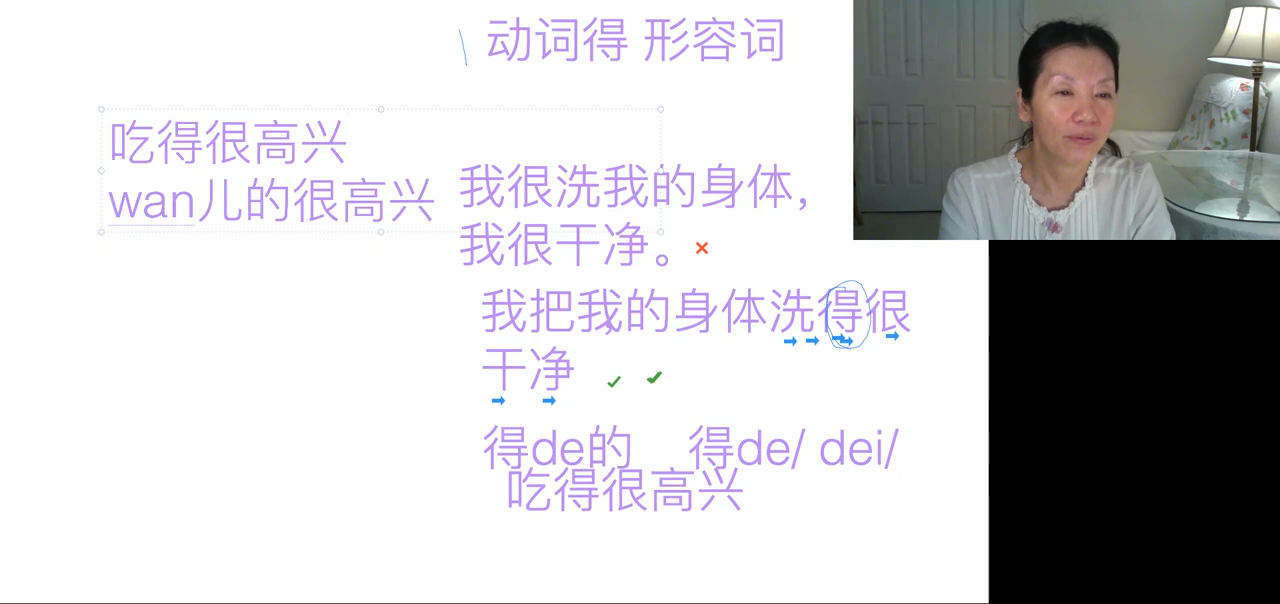 动词得 形容词
吃得很高兴
wan儿的很高兴
我很洗我的身体,
我很干净。
我把我的身体洗得很
干净
得de的 得de/ dei/
吃得很高兴